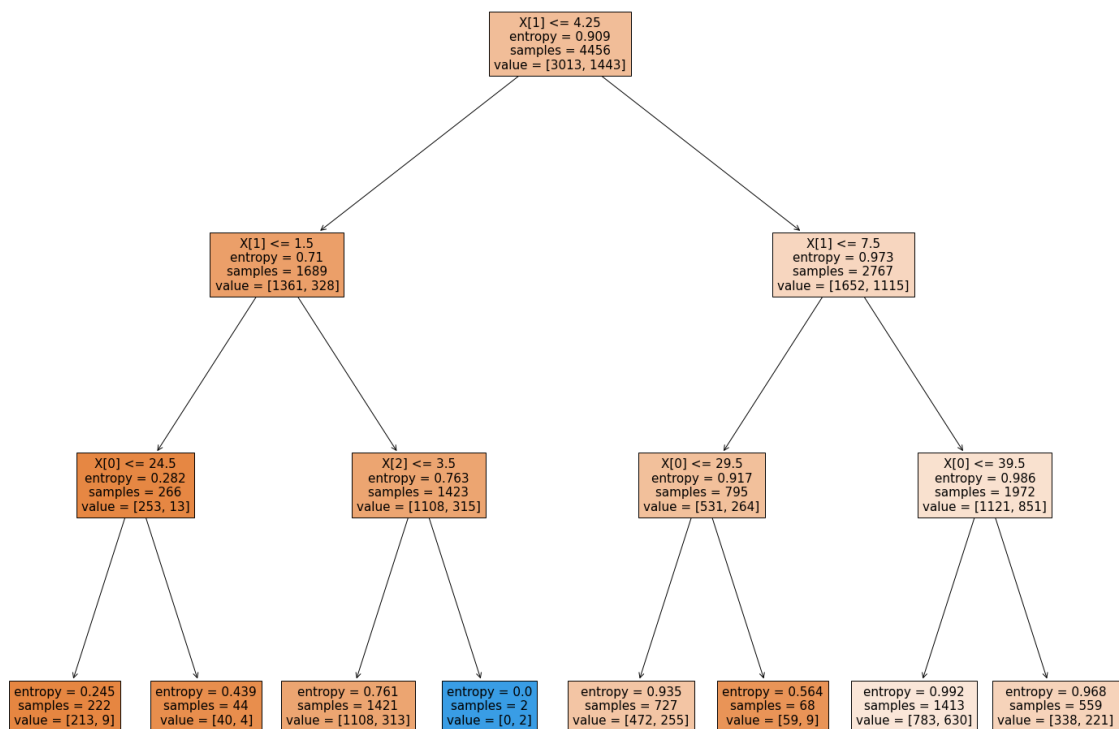 X[1] <= 4.25
entropy = 0.909
samples = 4456
value = [3013, 1443]
X[1] <= 1.5
entropy = 0.71
samples = 1689
value = [1361, 328]
X[1] <= 7.5
entropy = 0.973
samples = 2767
value = [1652, 1115]
X[0] <= 24.5
entropy = 0.282
samples = 266
value = [253, 13]
X[2] <= 3.5
entropy = 0.763
samples = 1423
value = [1108, 315]
X[0] <= 29.5
entropy = 0.917
samples = 795
value = [531, 264]
X[0] <= 39.5
entropy = 0.986
samples = 1972
value = [1121, 851]
entropy = 0.245
samples = 222
value = [213, 9]
entropy = 0.439
samples = 44
value = [40, 4]
entropy = 0.761
samples = 1421
value = [1108, 313]
entropy = 0.0
samples = 2
value = [0, 2]
entropy = 0.935
samples = 727
value = [472, 255]
entropy = 0.564
samples = 68
value = [59, 9]
entropy = 0.992
samples = 1413
value = [783, 630]
entropy = 0.968
samples = 559
value = [338, 221]